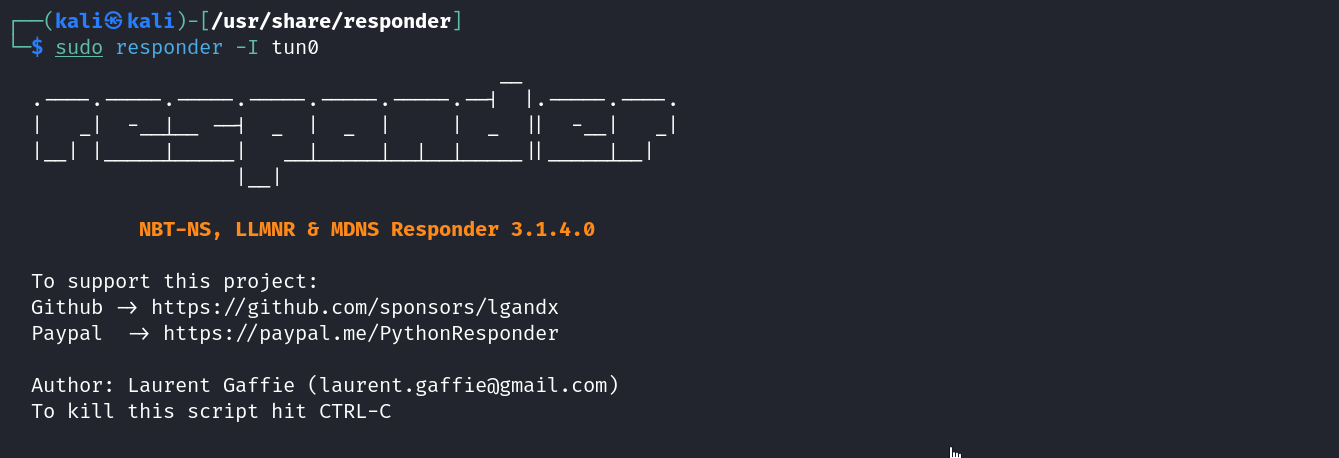 ┌──(kali㉿kali)-[/usr/share/responder]
└─$ sudo responder -I tun0
NBT-NS, LLMNR & MDNS Responder 3.1.4.0
To support this project:
Github -> https://github.com/sponsors/lgandx
Paypal  -> https://paypal.me/PythonResponder
Author: Laurent Gaffie (laurent.gaffie@gmail.com)
To kill this script hit CTRL-C